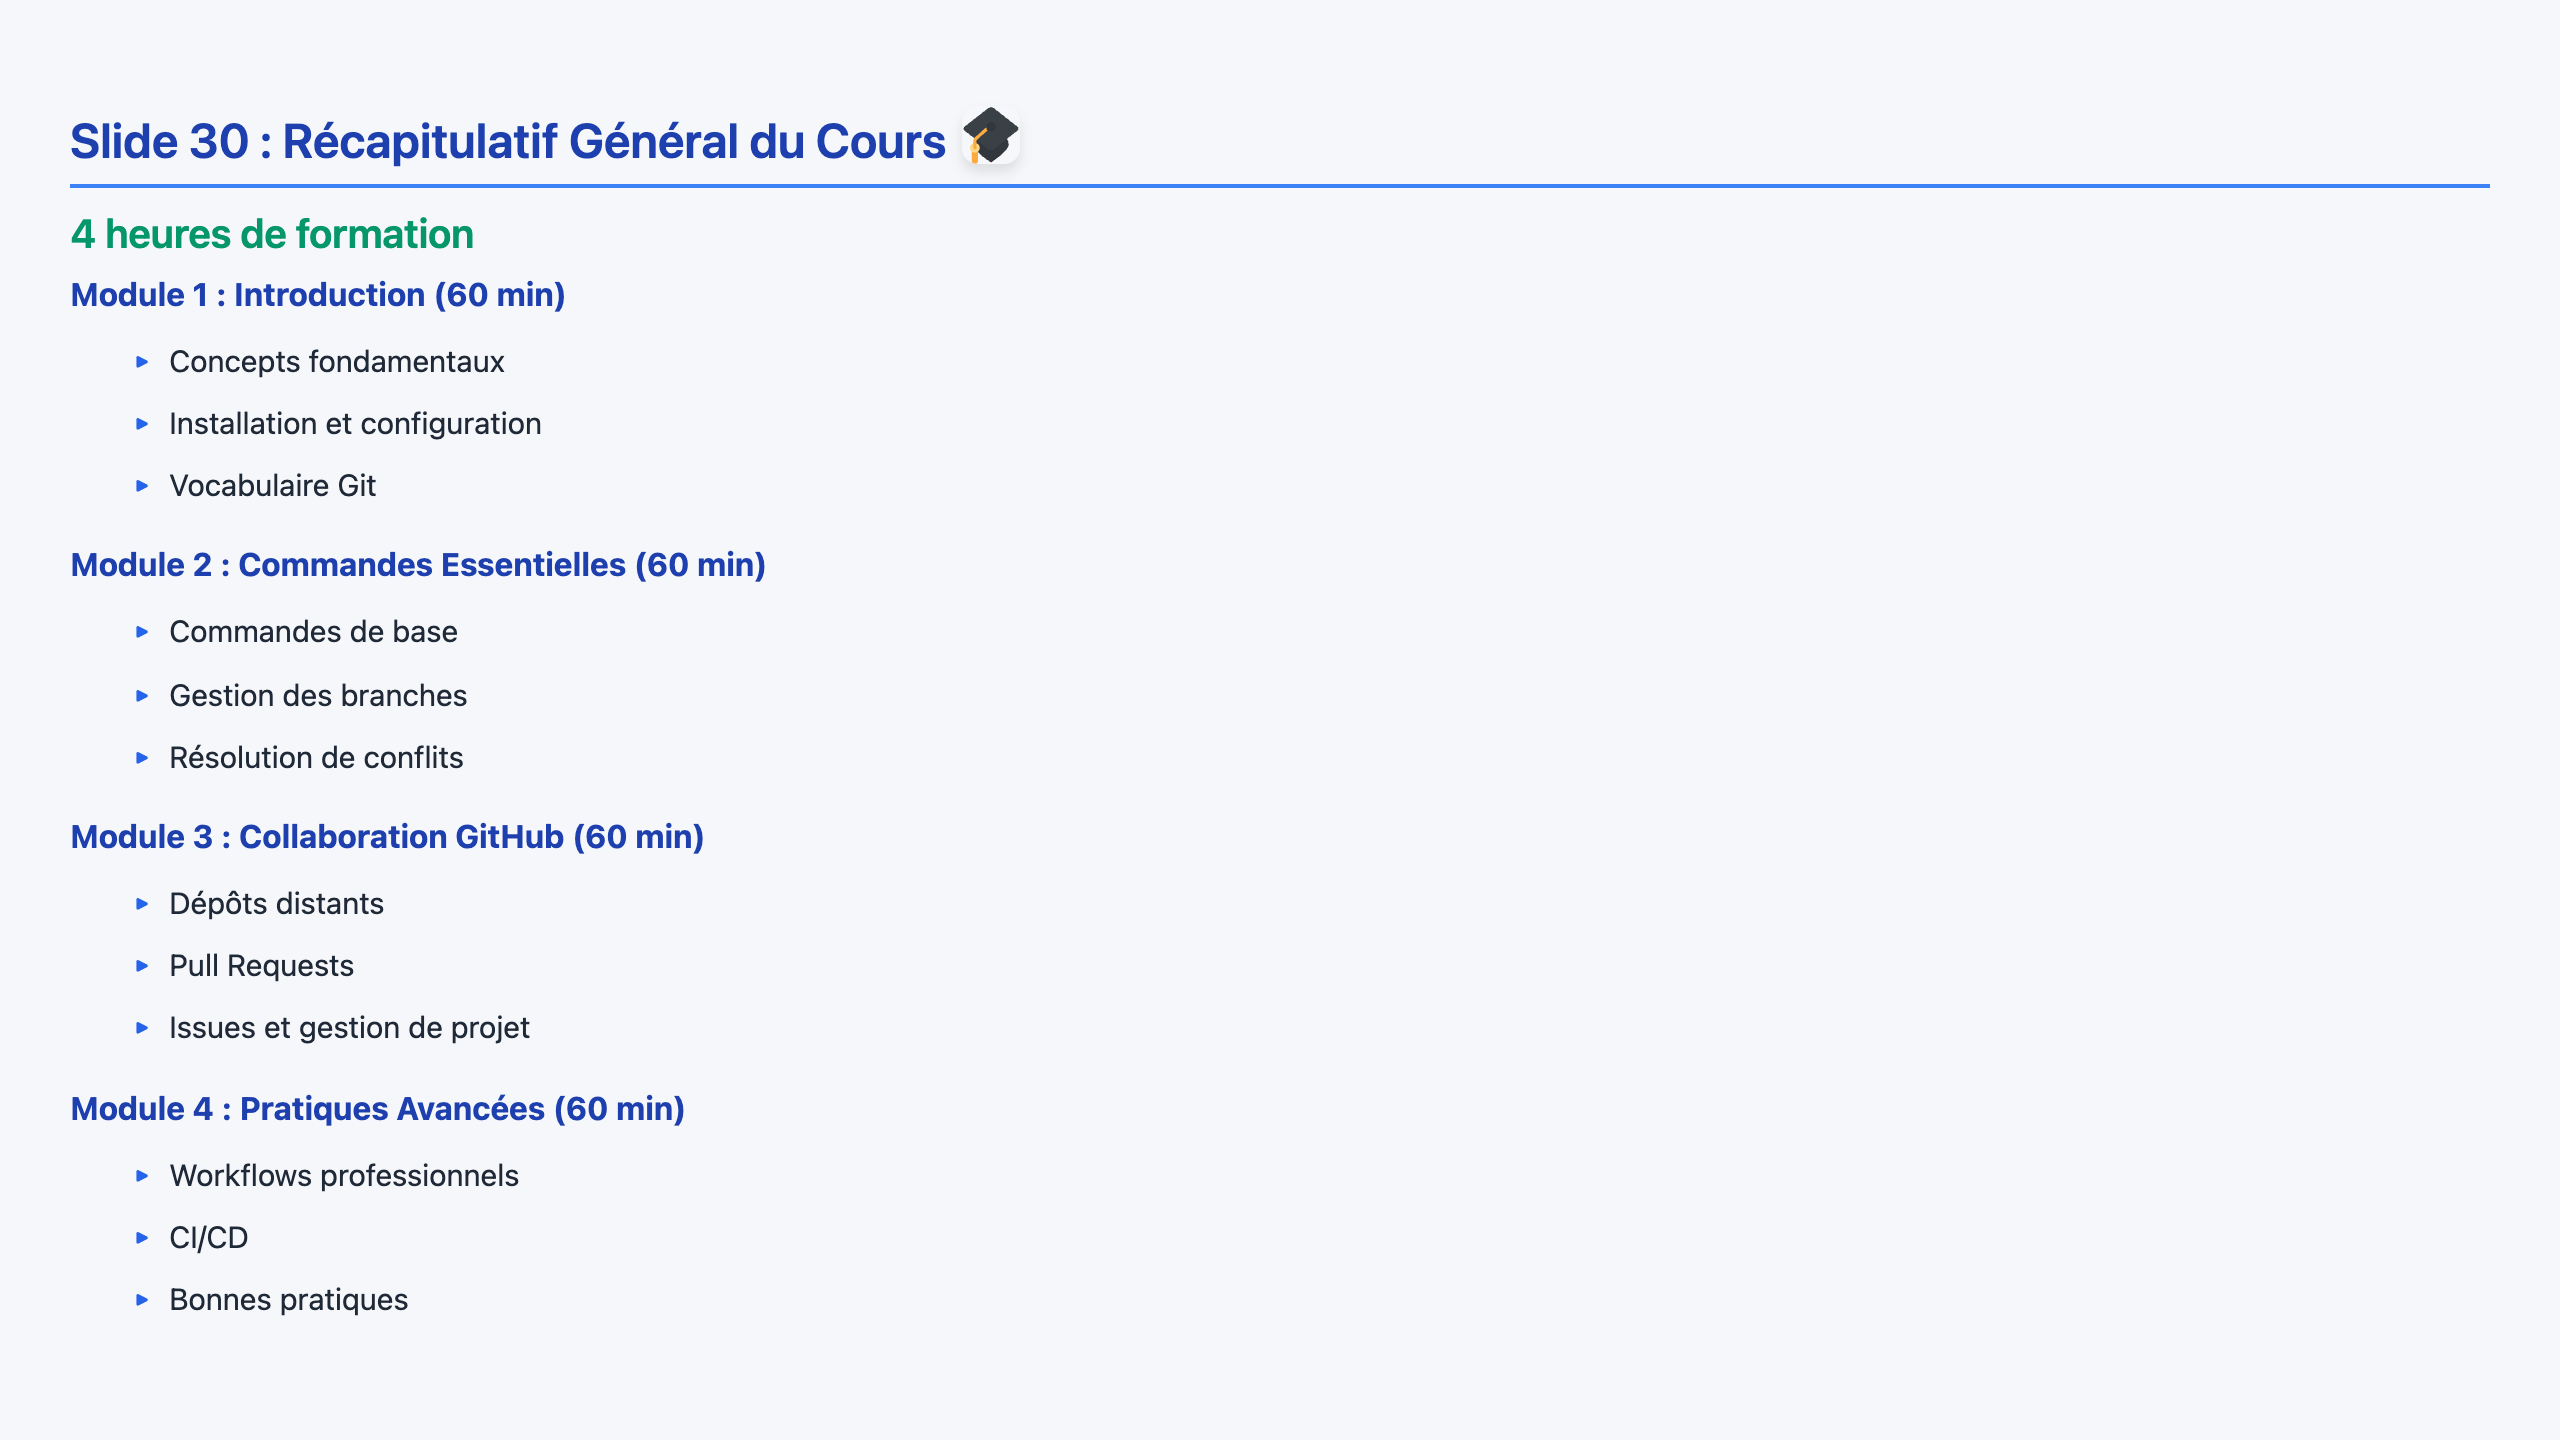 Slide 30 : Récapitulatif Général du Cours 🎓
4 heures de formation
Module 1 : Introduction (60 min)
Concepts fondamentaux
Installation et configuration
Vocabulaire Git
Module 2 : Commandes Essentielles (60 min)
Commandes de base
Gestion des branches
Résolution de conflits
Module 3 : Collaboration GitHub (60 min)
Dépôts distants
Pull Requests
Issues et gestion de projet
Module 4 : Pratiques Avancées (60 min)
Workflows professionnels
CI/CD
Bonnes pratiques